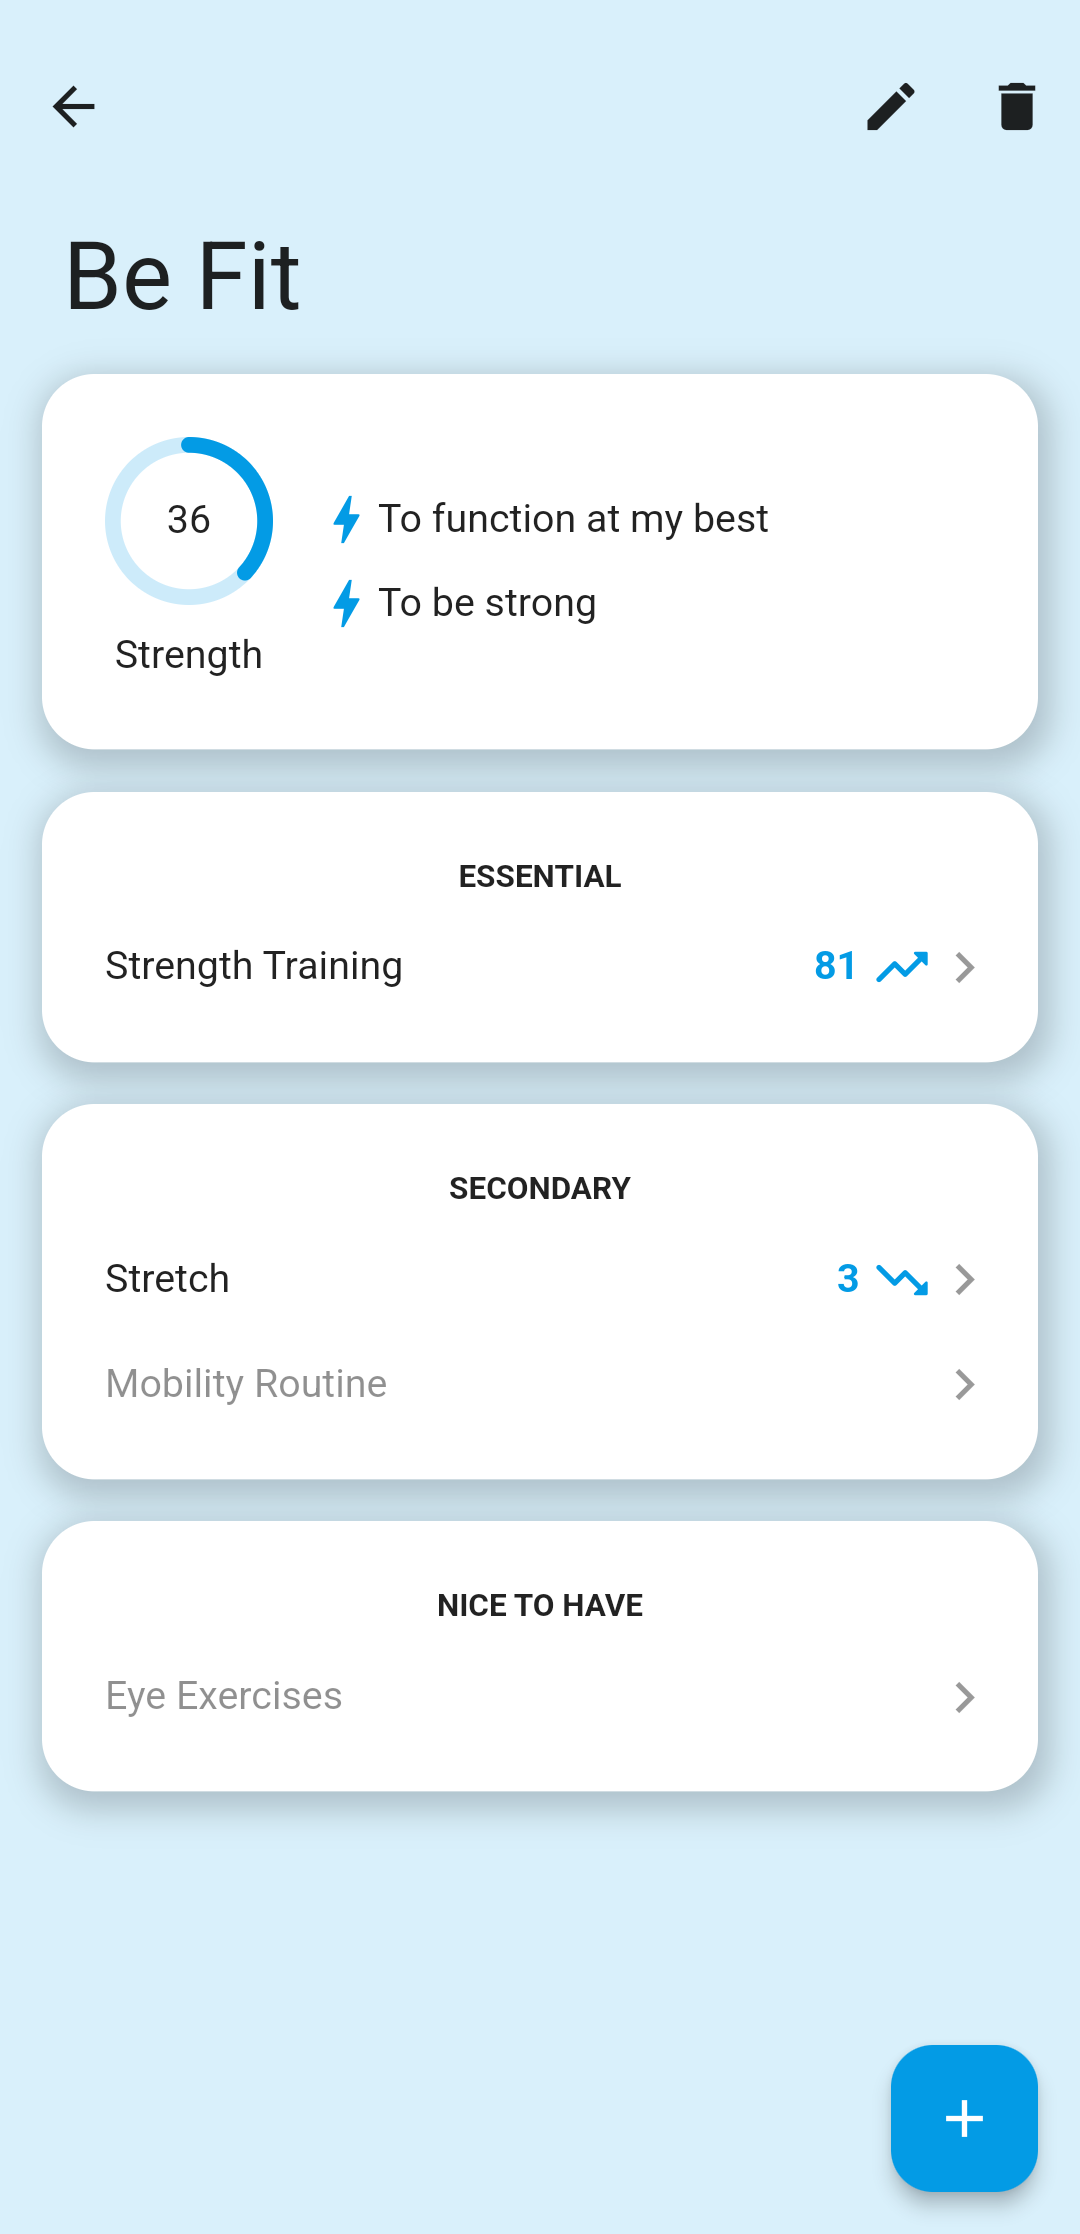 Be Fit
36
Strength
To function at my best
To be strong
ESSENTIAL
Strength Training 81
SECONDARY
Stretch 3
Mobility Routine
NICE TO HAVE
Eye Exercises